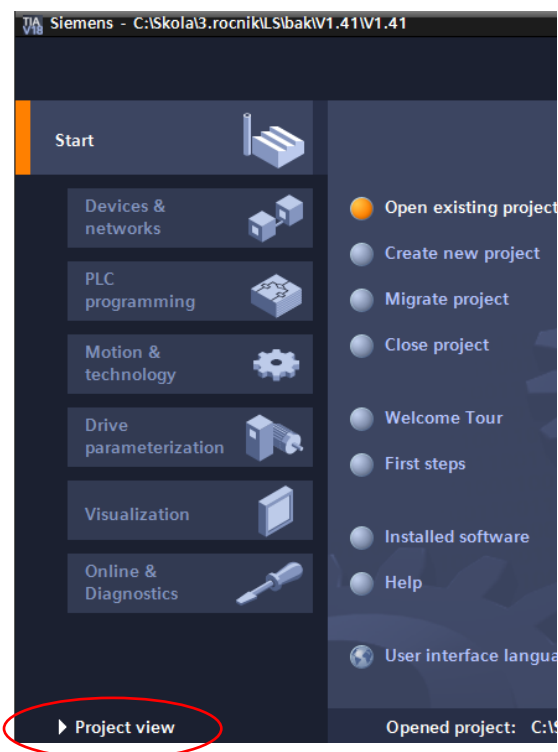 TIA V18 Siemens - C:\Skola\3.rocnik\LS\bak\V1.41\V1.41
Start
Devices &
networks
PLC
programming
Motion &
technology
Drive
parameterization
Visualization
Online &
Diagnostics
Open existing project
Create new project
Migrate project
Close project
Welcome Tour
First steps
Installed software
Help
User interface langua
Project view
Opened project: C:\S